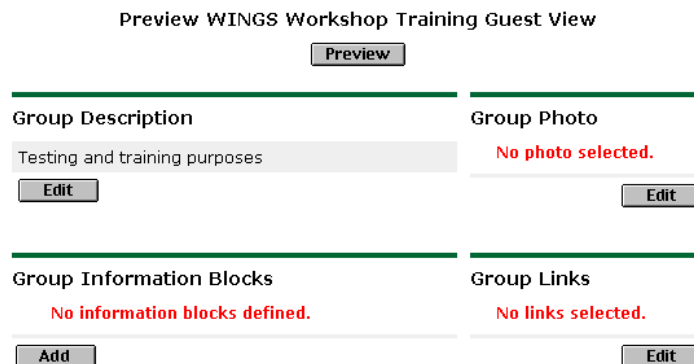 Preview WINGS Workshop Training Guest View
Preview
Group Description
Testing and training purposes
Edit
Group Photo
No photo selected.
Edit
Group Information Blocks
No information blocks defined.
Add
Group Links
No links selected.
Edit